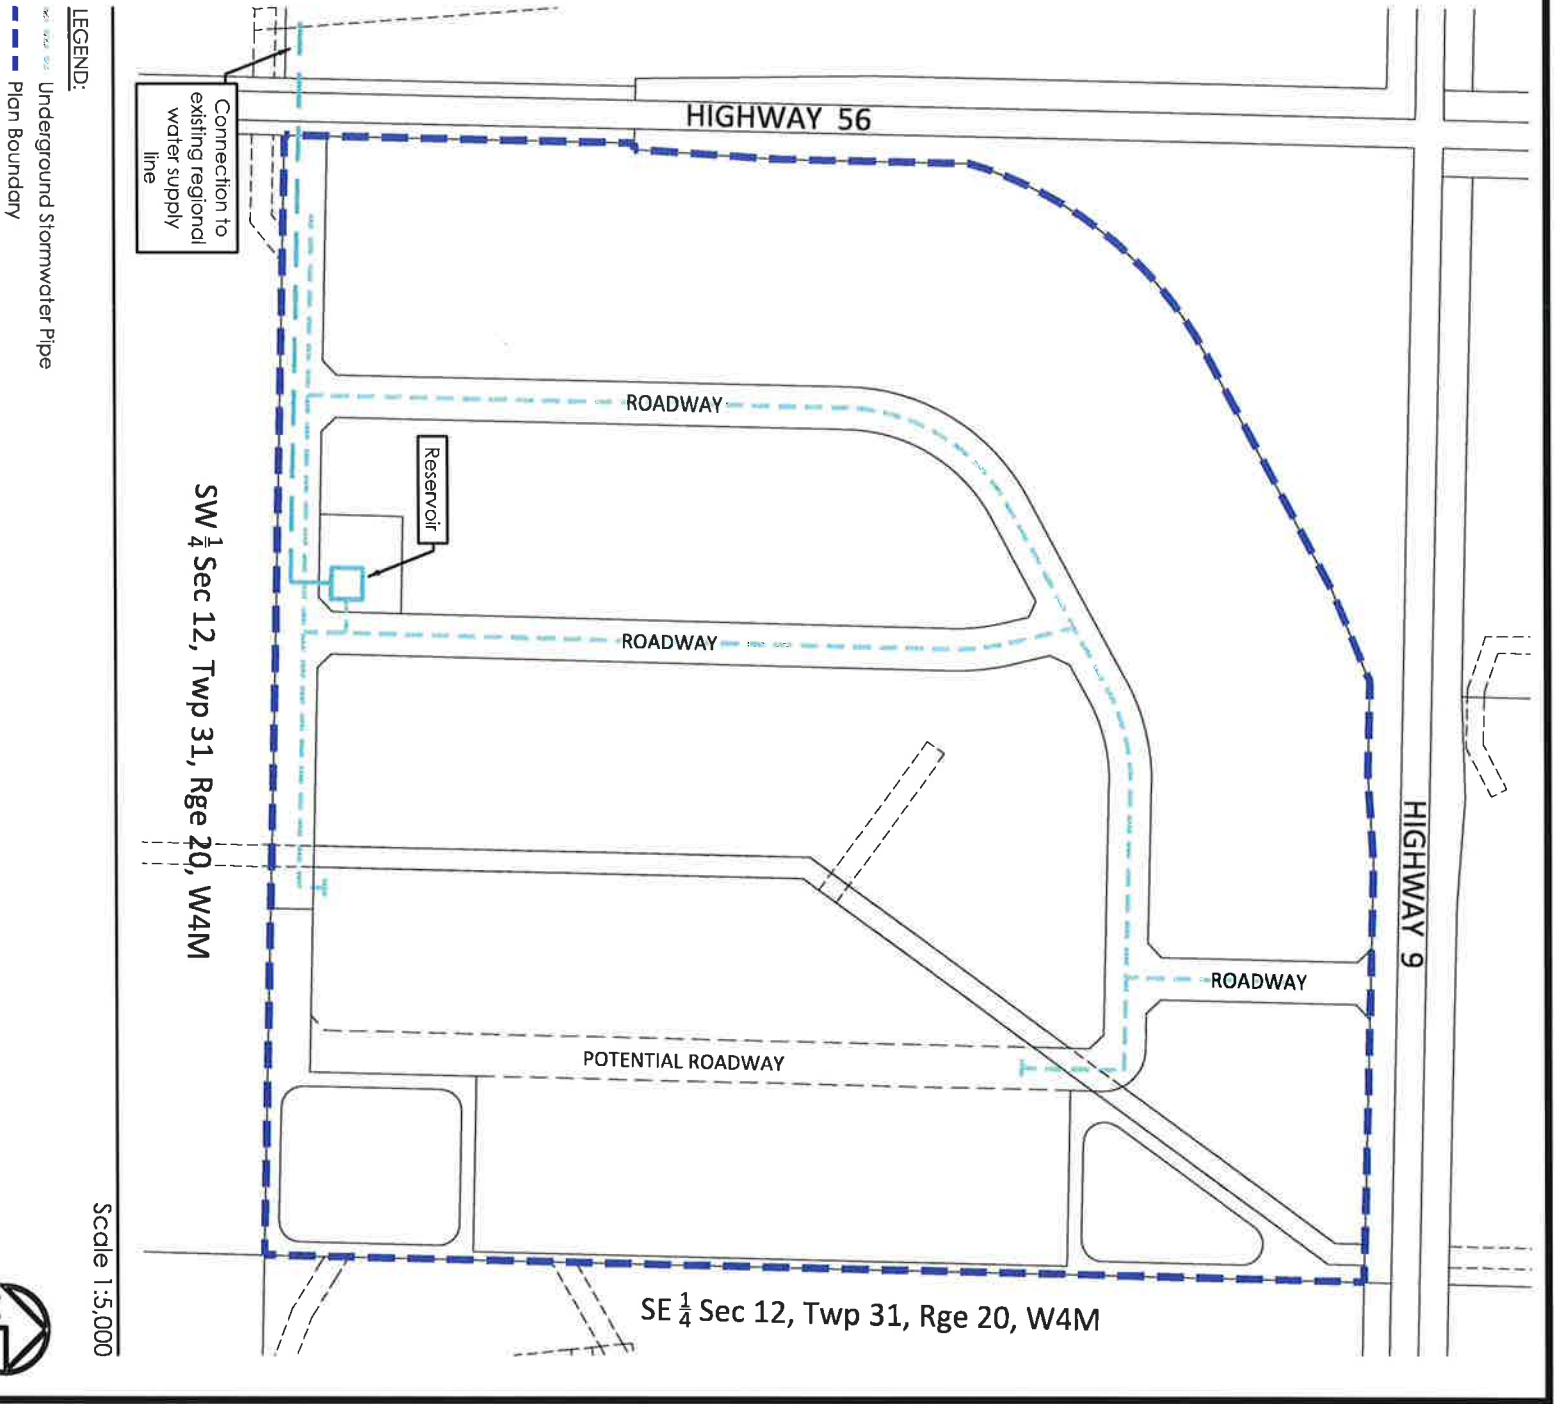 HIGHWAY 56
HIGHWAY 9
ROADWAY
ROADWAY
ROADWAY
POTENTIAL ROADWAY
Reservoir
Connection to
existing regional
water supply
line
SW 1/4 Sec 12, Twp 31, Rge 20, W4M
SE 1/4 Sec 12, Twp 31, Rge 20, W4M
LEGEND:
Underground Stormwater Pipe
Plan Boundary
Scale 1:5,000